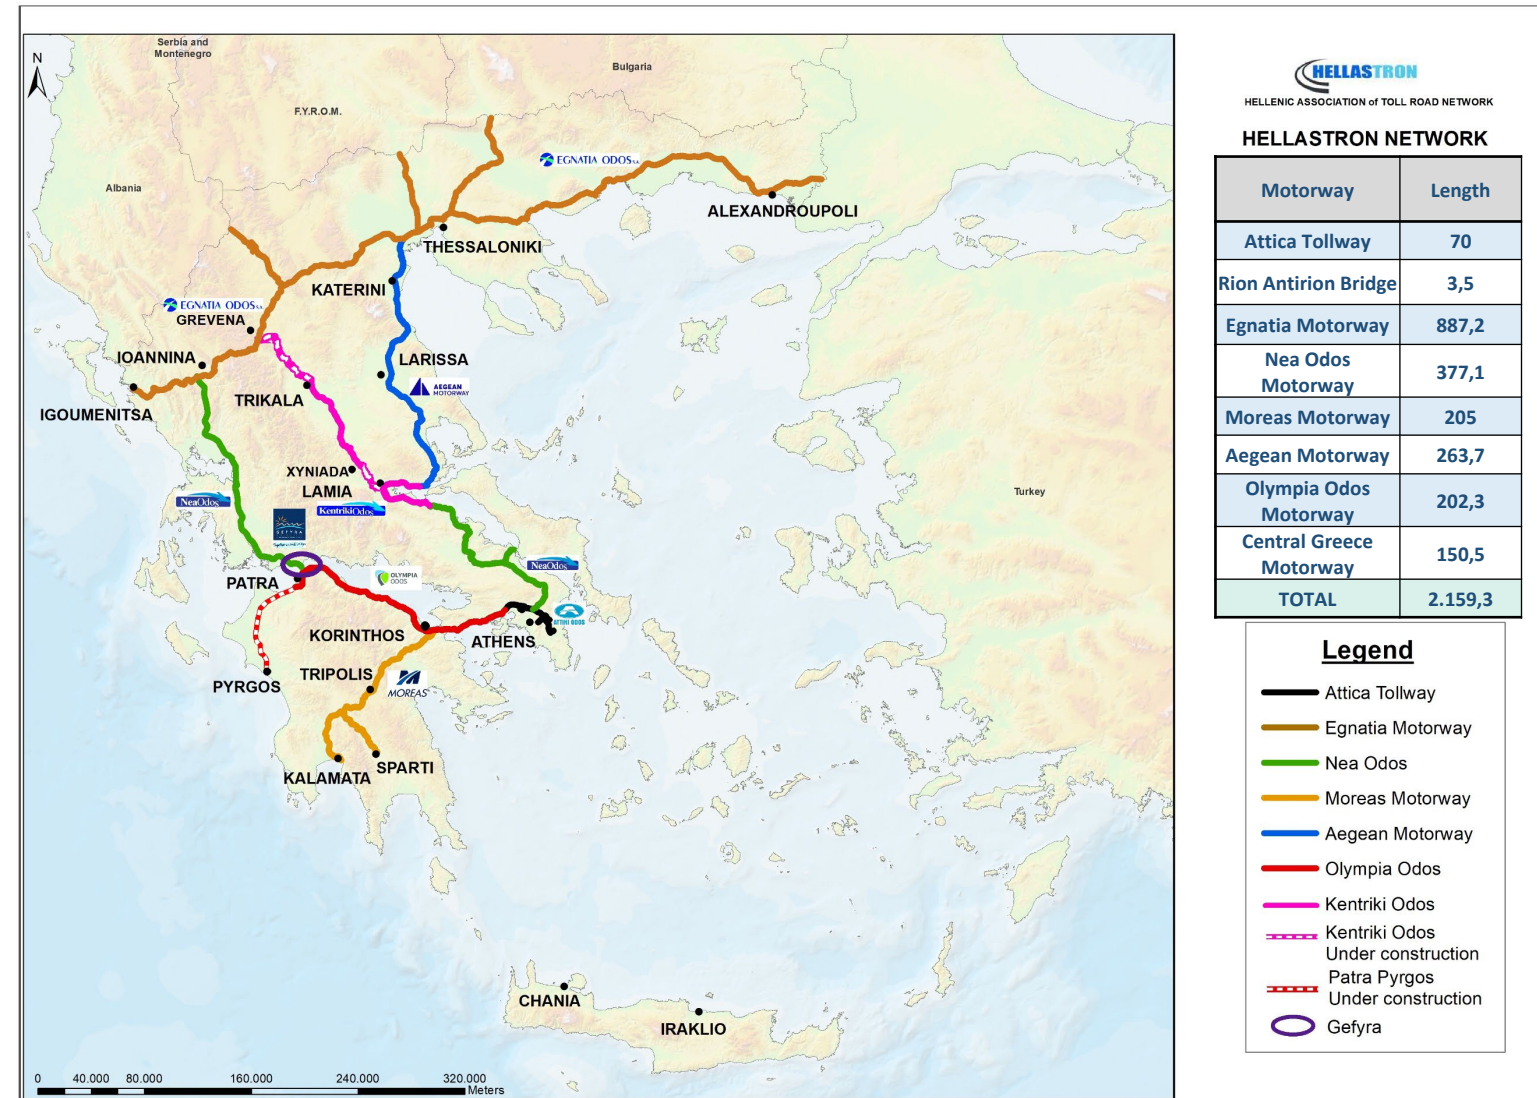 Serbia and
Montenegro
N
Bulgaria
F.Y.R.O.M.
Albania
EGNATIA ODOS S.A.
ALEXANDROUPOLI
THESSALONIKI
KATERINI
EGNATIA ODOS S.A.
GREVENA
IOANNINA
LARISSA
AEGEAN
MOTORWAY
TRIKALA
IGOUMENITSA
XYNIADA
LAMIA
Turkey
NeaOdos
KentrikiOdos
GEFYRA
NeaOdos
OLYMPIA
ODOS
PATRA
ATTIKI ODOS
KORINTHOS
ATHENS
TRIPOLIS
PYRGOS
MOREAS
SPARTI
KALAMATA
CHANIA
IRAKLIO
0 40.000 80.000 160.000 240.000 320.000
Meters
HELLASTRON
HELLENIC ASSOCIATION of TOLL ROAD NETWORK
HELLASTRON NETWORK
Motorway Length
Attica Tollway 70
Rion Antirion Bridge 3,5
Egnatia Motorway 887,2
Nea Odos
Motorway 377,1
Moreas Motorway 205
Aegean Motorway 263,7
Olympia Odos
Motorway 202,3
Central Greece
Motorway 150,5
TOTAL 2.159,3
Legend
Attica Tollway
Egnatia Motorway
Nea Odos
Moreas Motorway
Aegean Motorway
Olympia Odos
Kentriki Odos
Kentriki Odos
Under construction
Patra Pyrgos
Under construction
Gefyra